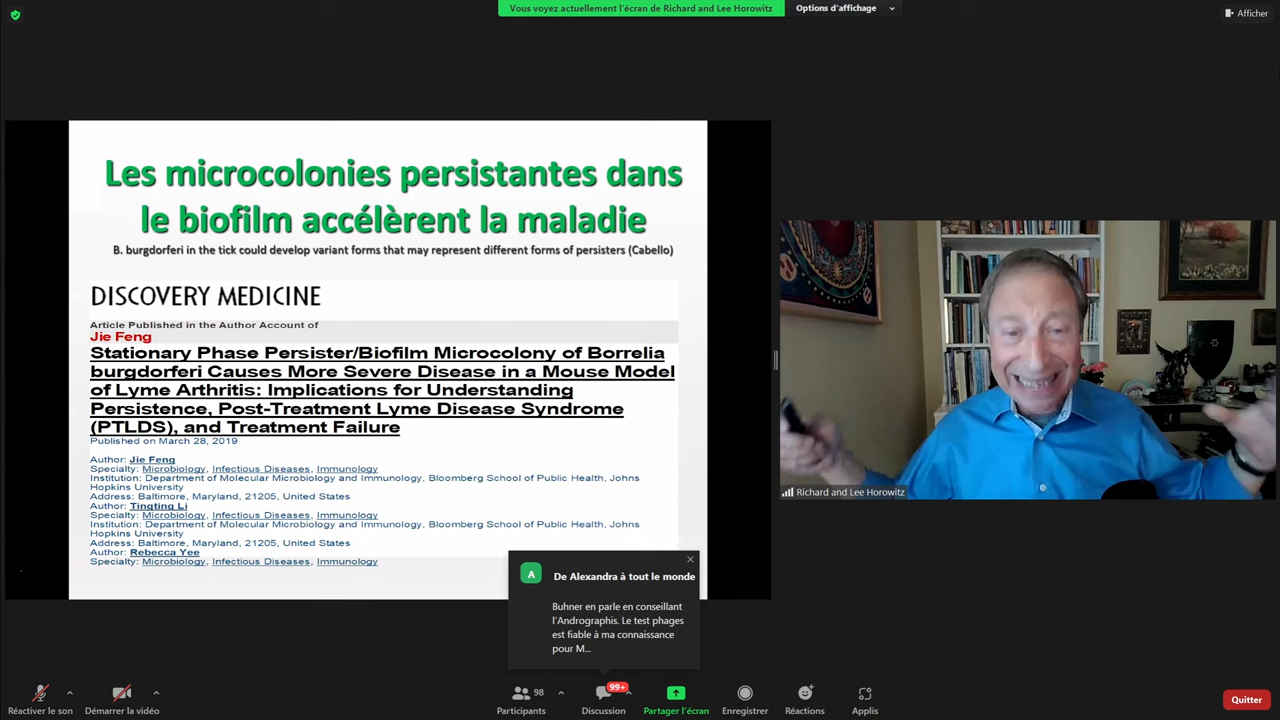 Vous voyez actuellement l'écran de Richard and Lee Horowitz
Options d'affichage
Afficher
Les microcolonies persistantes dans
le biofilm accélèrent la maladie
B. burgdorferi in the tick could develop variant forms that may represent different forms of persisters (Cabello)
DISCOVERY MEDICINE
Article Published in the Author Account of
Jie Feng
Stationary Phase Persister/Biofilm Microcolony of Borrelia
burgdorferi Causes More Severe Disease in a Mouse Model
of Lyme Arthritis: Implications for Understanding
Persistence, Post-Treatment Lyme Disease Syndrome
(PTLDS), and Treatment Failure
Published on March 28, 2019
Author: Jie Feng
Specialty: Microbiology, Infectious Diseases, Immunology
Institution: Department of Molecular Microbiology and Immunology, Bloomberg School of Public Health, Johns
Hopkins University
Address: Baltimore, Maryland, 21205, United States
Author: Tingting Li
Specialty: Microbiology, Infectious Diseases, Immunology
Institution: Department of Molecular Microbiology and Immunology, Bloomberg School of Public Health, Johns
Hopkins University
Address: Baltimore, Maryland, 21205, United States
Author: Rebecca Yee
Specialty: Microbiology, Infectious Diseases, Immunology
Richard and Lee Horowitz
A
De Alexandra à tout le monde
Buhner en parle en conseillant
l'Andrographis. Le test phages
est fiable à ma connaissance
pour M...
98
99+
Réactiver le son
Démarrer la vidéo
Participants
Discussion
Partager l'écran
Enregistrer
Réactions
Applis
Quitter